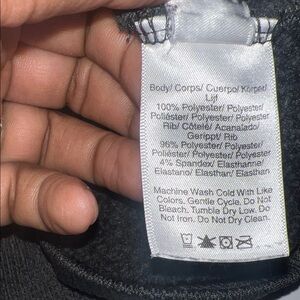 Body/ Corps/ Cuerpo/ Körper/
Lijf
100% Polyester/ Polyester/
Poliéster/ Polyester/ Polyester
Rib/ Côtelé/ Acanalado/
Gerippt/ Rib
96% Polyester/ Polyester/
Poliéster/ Polyester/ Polyester
4% Spandex/ Elasthanne/
Elastano/ Elasthan/ Elasthan
Machine Wash Cold With Like
Colors. Gentle Cycle. Do Not
Bleach. Tumble Dry Low. Do
Not Iron. Do Not Dry Clean.